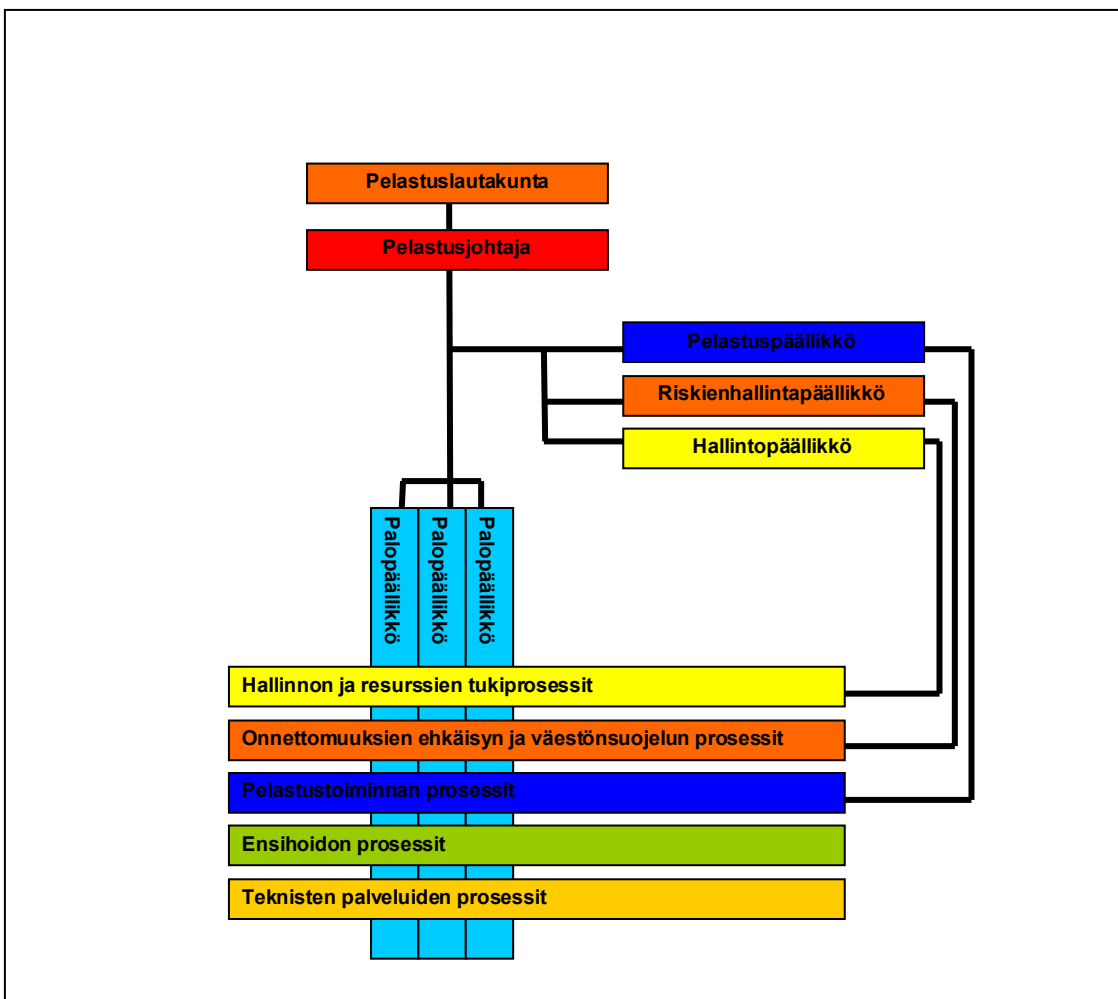 Pelastuslautakunta
Pelastusjohtaja
Pelastuspäällikkö
Riskienhallintapäällikkö
Hallintopäällikkö
Palopäällikkö
Palopäällikkö
Palopäällikkö
Hallinnon ja resurssien tukiprosessit
Onnettomuuksien ehkäisyn ja väestönsuojelun prosessit
Pelastustoiminnan prosessit
Ensihoidon prosessit
Teknisten palveluiden prosessit